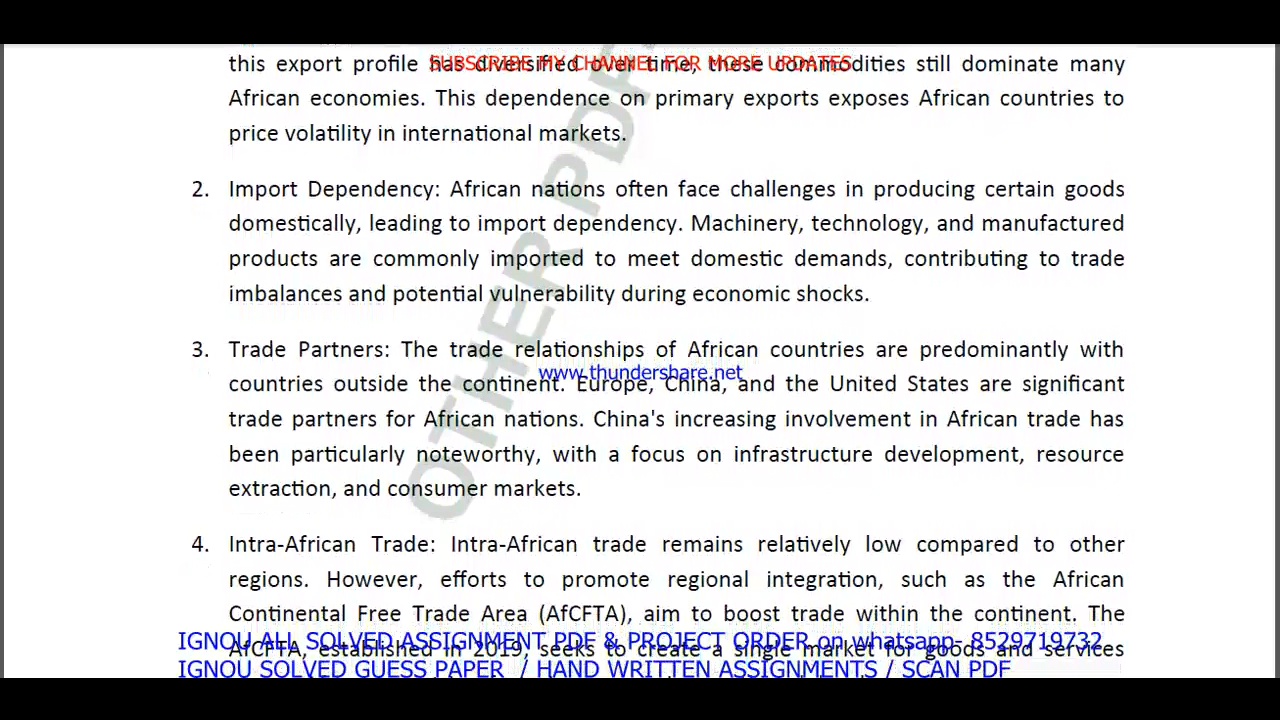 SUBSCRIBE MY CHANNEL FOR MORE UPDATES
this export profile has diversified over time, these commodities still dominate many
African economies. This dependence on primary exports exposes African countries to
price volatility in international markets.
2. Import Dependency: African nations often face challenges in producing certain goods
domestically, leading to import dependency. Machinery, technology, and manufactured
products are commonly imported to meet domestic demands, contributing to trade
imbalances and potential vulnerability during economic shocks.
3. Trade Partners: The trade relationships of African countries are predominantly with
www.thundershare.net
countries outside the continent. Europe, China, and the United States are significant
trade partners for African nations. China's increasing involvement in African trade has
been particularly noteworthy, with a focus on infrastructure development, resource
extraction, and consumer markets.
OTHER PDF
4. Intra-African Trade: Intra-African trade remains relatively low compared to other
regions. However, efforts to promote regional integration, such as the African
Continental Free Trade Area (AfCFTA), aim to boost trade within the continent. The
IGNOU ALL SOLVED ASSIGNMENT PDF & PROJECT ORDER on whatsapp- 8529719732
AfCFTA, established in 2019, seeks to create a single market for goods and services
IGNOU SOLVED GUESS PAPER / HAND WRITTEN ASSIGNMENTS / SCAN PDF